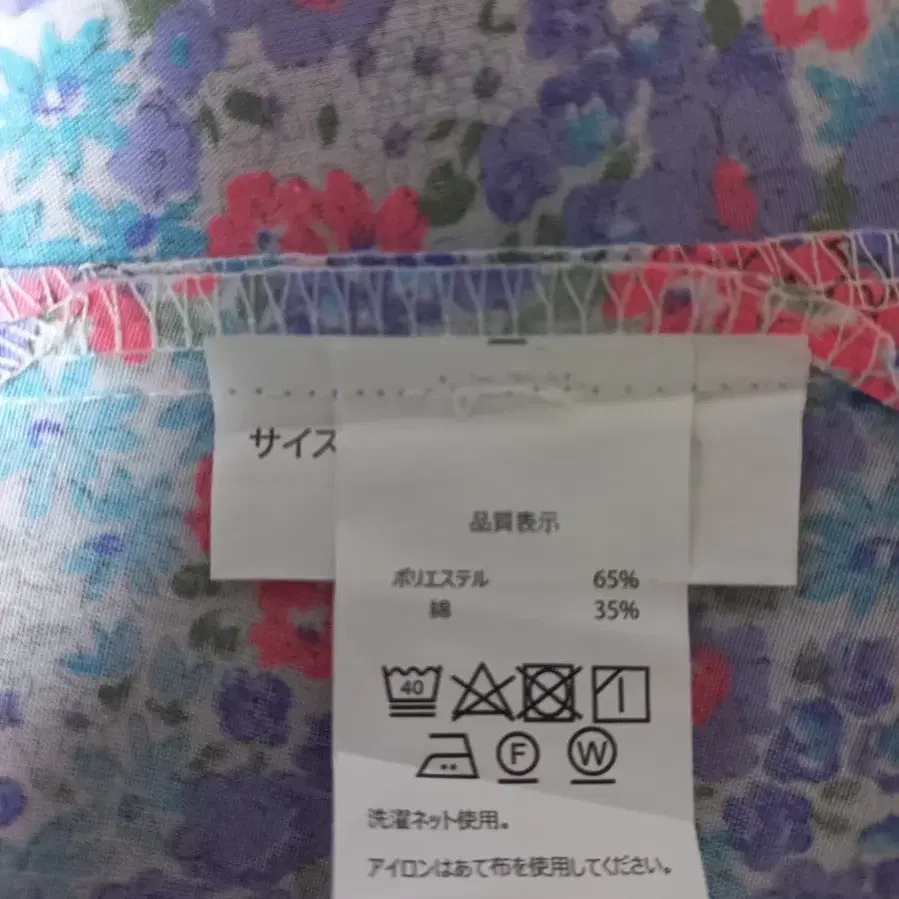 サイズ
品質表示
ポリエステル 65%
綿 35%
40
F W
洗濯ネット使用。
アイロンはあて布を使用してください。